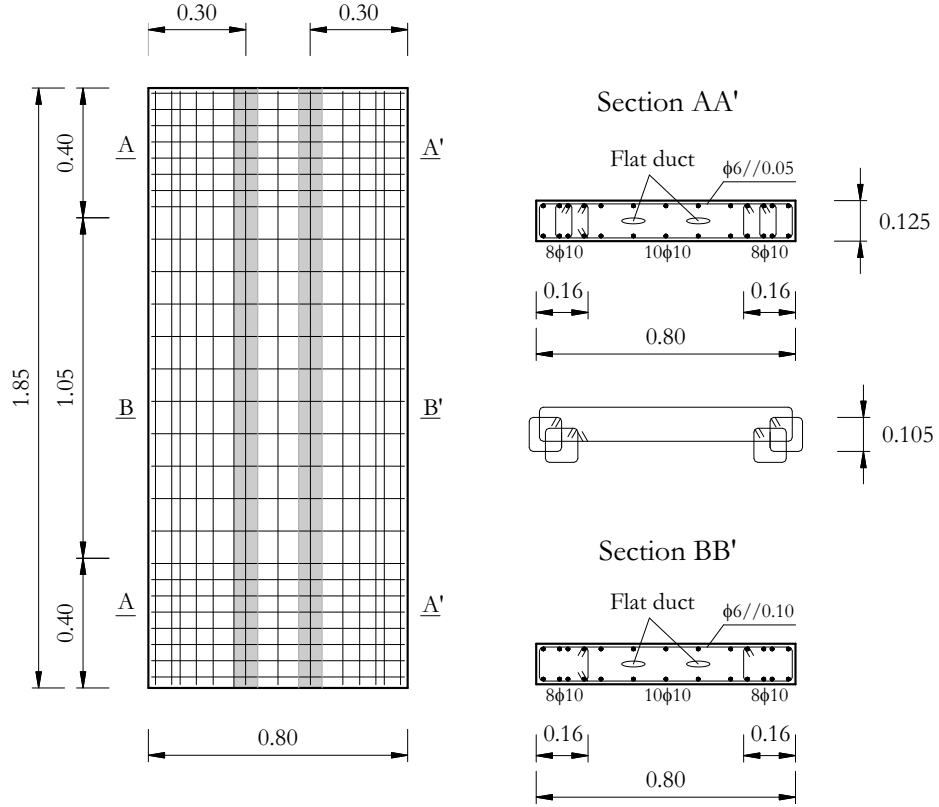 0.30
0.30
1.85
0.40
1.05
0.40
A
A'
B
B'
A
A'
0.80
Section AA'
Flat duct
ϕ6//0.05
8ϕ10
10ϕ10
8ϕ10
0.125
0.16
0.16
0.80
0.105
Section BB'
Flat duct
ϕ6//0.10
8ϕ10
10ϕ10
8ϕ10
0.16
0.16
0.80